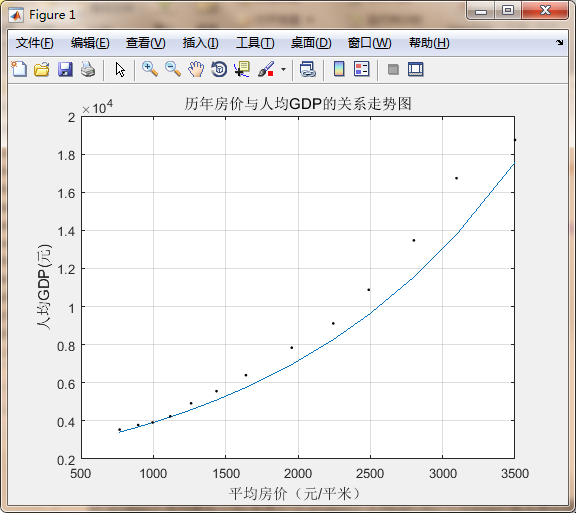 Figure 1
文件(F) 编辑(E) 查看(V) 插入(I) 工具(T) 桌面(D) 窗口(W) 帮助(H)
历年房价与人均GDP的关系走势图
×10⁴
2
1.8
1.6
1.4
1.2
1
0.8
0.6
0.4
0.2
人均GDP(元)
500 1000 1500 2000 2500 3000 3500
平均房价（元/平米）